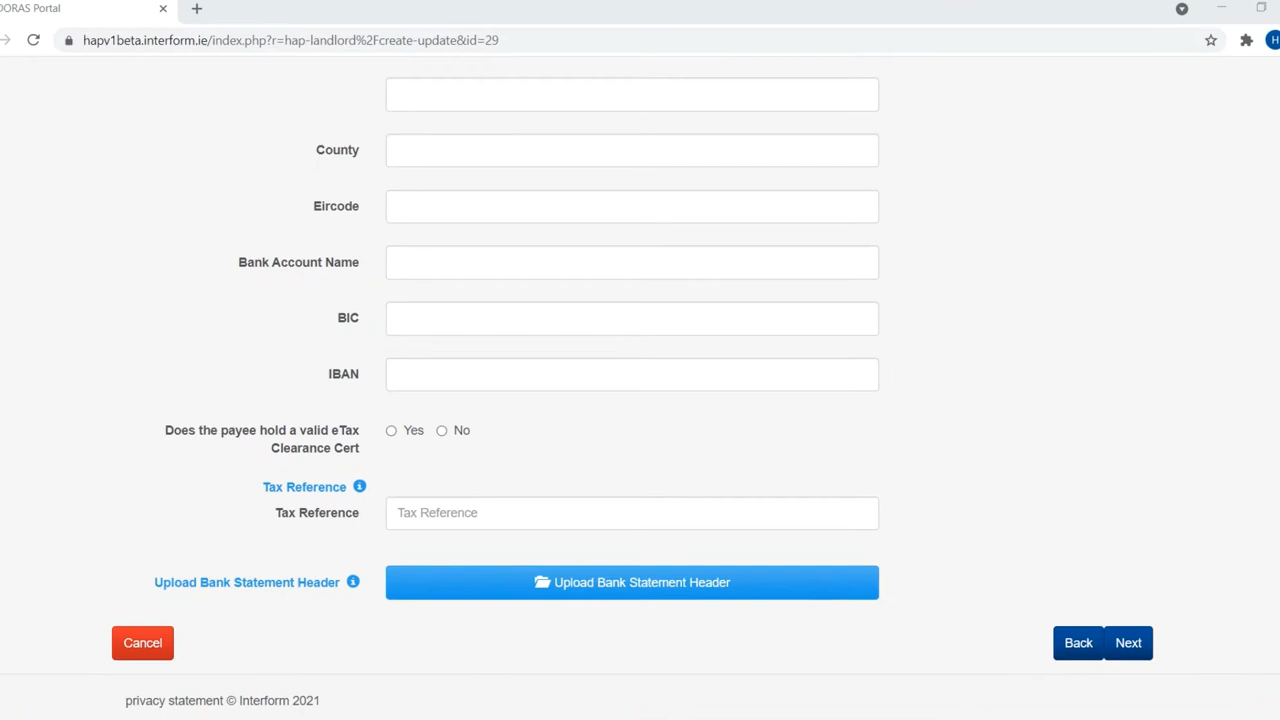 DORAS Portal
hapv1beta.interform.ie/index.php?r=hap-landlord%2Fcreate-update&id=29
H
County
Eircode
Bank Account Name
BIC
IBAN
Does the payee hold a valid eTax
Clearance Cert
Yes No
Tax Reference
Tax Reference Tax Reference
Upload Bank Statement Header Upload Bank Statement Header
Cancel Back Next
privacy statement © Interform 2021